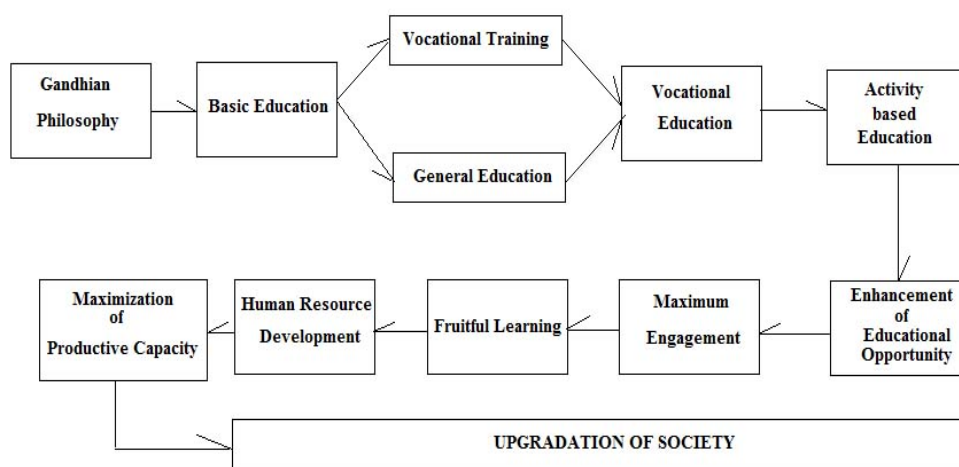 Gandhian
Philosophy
Basic Education
Vocational Training
General Education
Vocational
Education
Activity
based
Education
Enhancement
of
Educational
Opportunity
Maximum
Engagement
Fruitful Learning
Human Resource
Development
Maximization
of
Productive Capacity
UPGRADATION OF SOCIETY